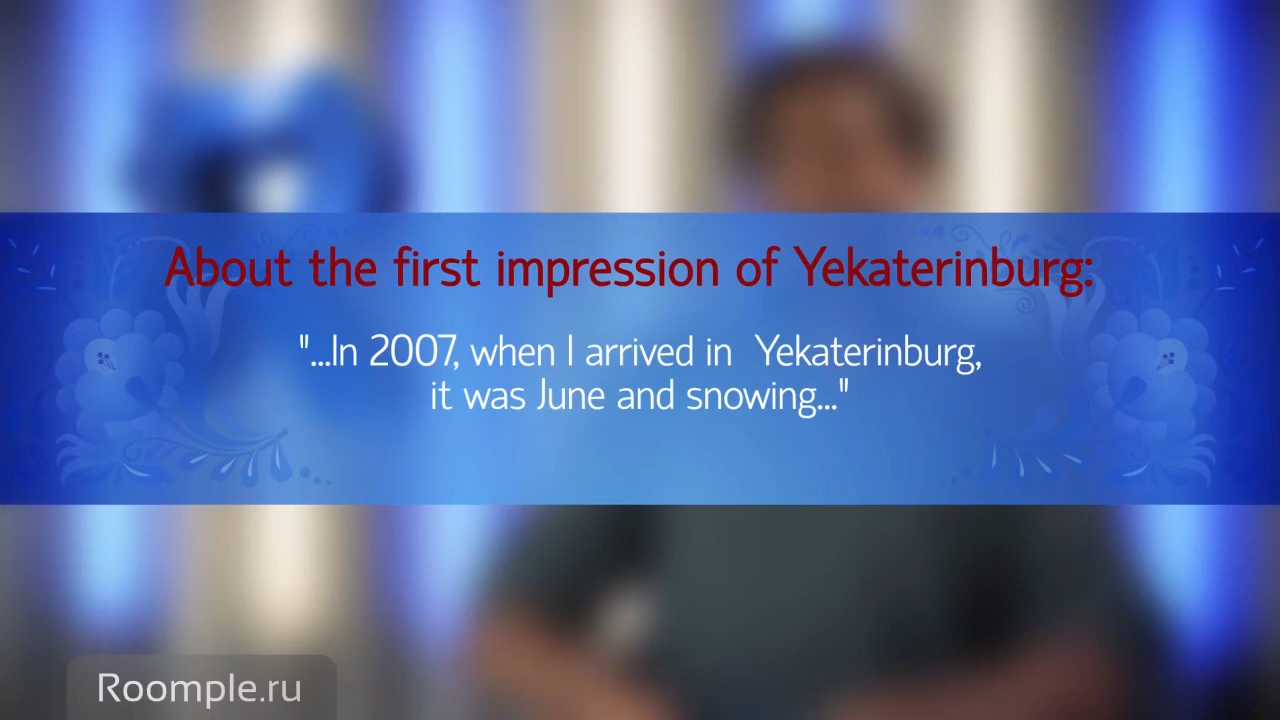 About the first impression of Yekaterinburg:
"...In 2007, when I arrived in  Yekaterinburg,
it was June and snowing..."
Roomple.ru